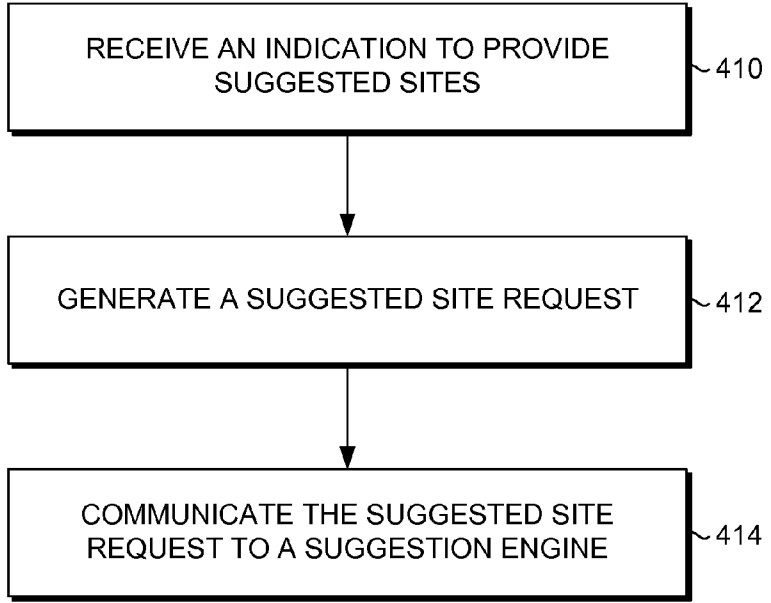 RECEIVE AN INDICATION TO PROVIDE
SUGGESTED SITES
410
GENERATE A SUGGESTED SITE REQUEST
412
COMMUNICATE THE SUGGESTED SITE
REQUEST TO A SUGGESTION ENGINE
414